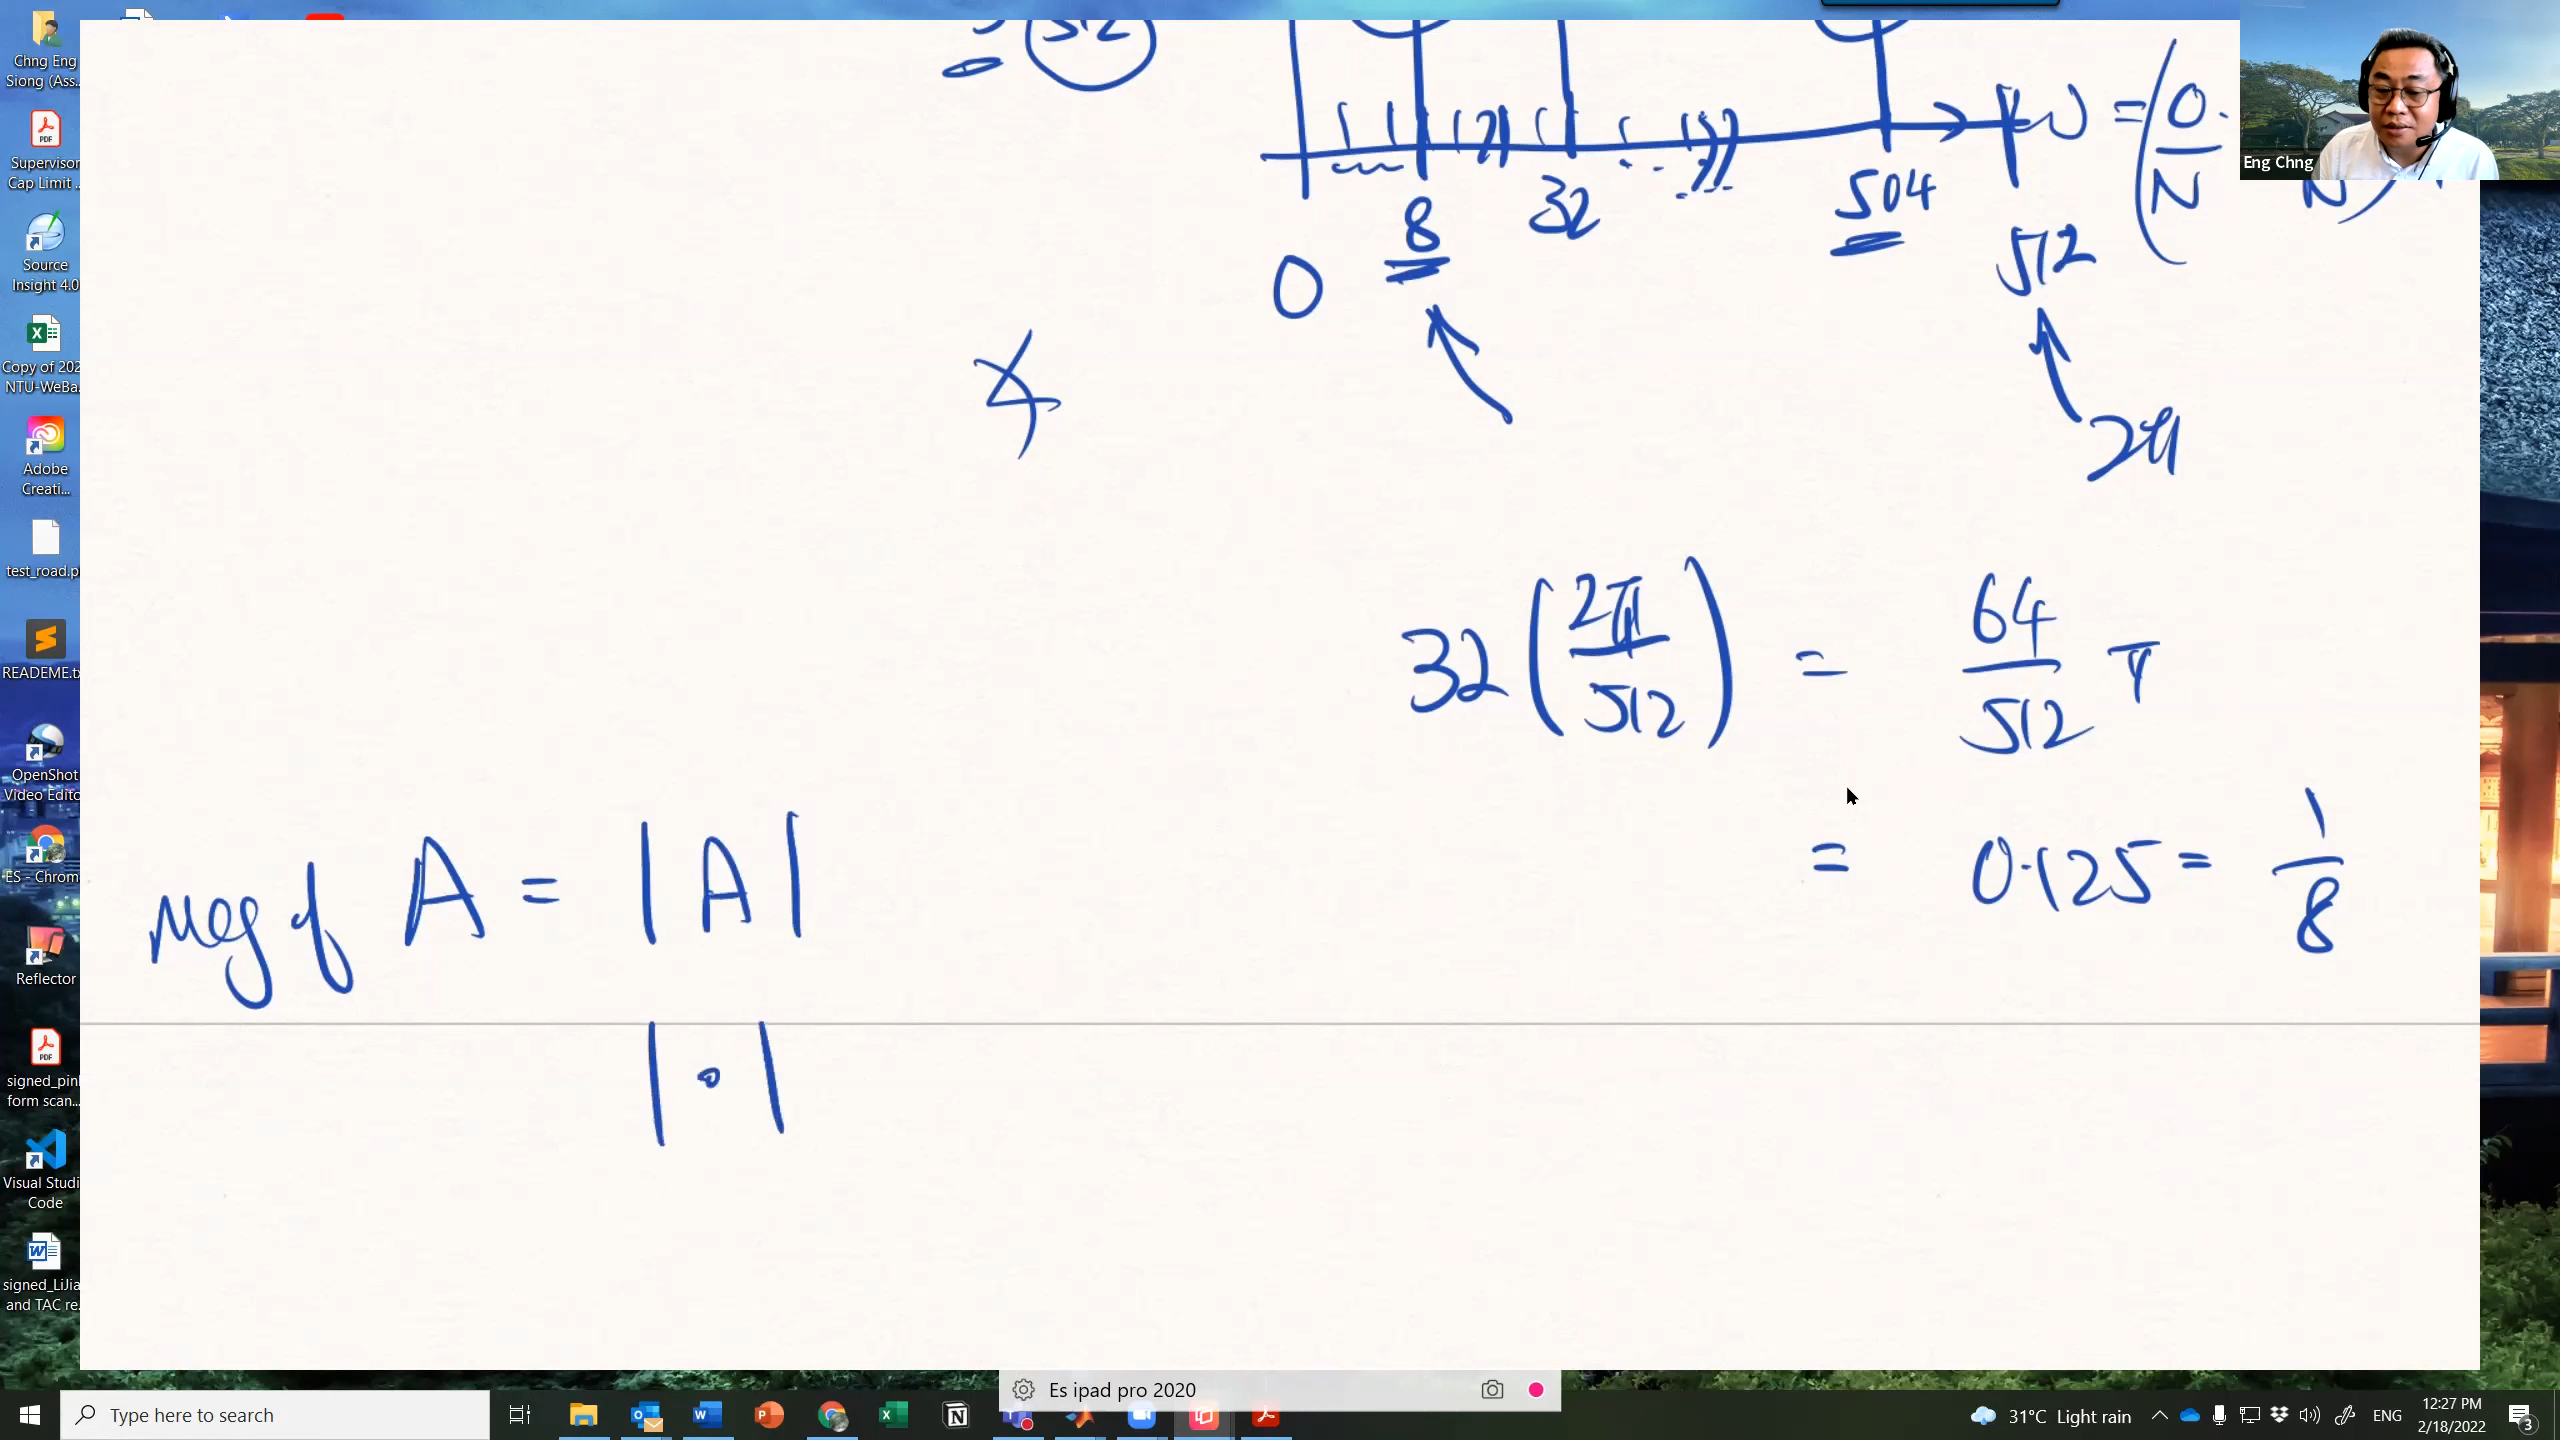 Chng Eng
Siong (Ass...
Supervisor
Cap Limit ...
Source
Insight 4.0
Copy of 202
NTU-WeBa...
Adobe
Creati...
test_road.p
READEME.t
OpenShot
Video Edito
ES - Chrom
Reflector
signed_pinl
form scan...
Visual Studi
Code
signed_LiJia
and TAC re...
Eng Chng
512
ω = ( 0.
N
N )
0
8
32
504
512
2π
32 ( 2π / 512 ) = 64 / 512 π
= 0.125 = 1 / 8
Meg of A = | A |
| ∘ |
Es ipad pro 2020
Type here to search
31°C Light rain
ENG
12:27 PM
2/18/2022
3